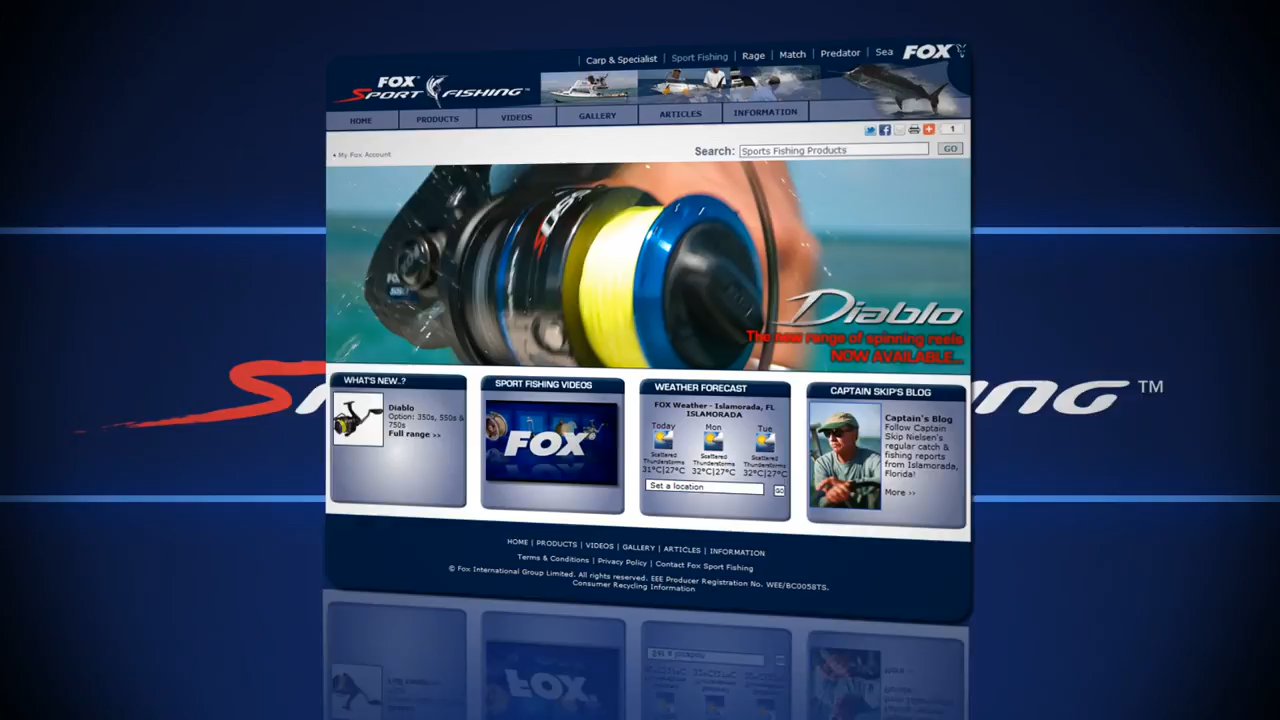 Carp & Specialist | Sport Fishing | Rage | Match | Predator | Sea
FOX
FOX
SPORT FISHING™
HOME
PRODUCTS
VIDEOS
GALLERY
ARTICLES
INFORMATION
1
My Fox Account
Search:
Sports Fishing Products
GO
Diablo
The new range of spinning reels
NOW AVAILABLE...
WHAT'S NEW..?
Diablo
Option: 350s, 550s &
750s
Full range >>
SPORT FISHING VIDEOS
FOX
WEATHER FORECAST
FOX Weather - Islamorada, FL
ISLAMORADA
Today Mon Tue
Scattered Thunderstorms
Scattered Thunderstorms
Scattered Thunderstorms
31°C|27°C 32°C|27°C 32°C|27°C
Set a location
GO
CAPTAIN SKIP'S BLOG
Captain's Blog
Follow Captain
Skip Nielsen's
regular catch &
fishing reports
from Islamorada,
Florida!
More >>
TM
HOME | PRODUCTS | VIDEOS | GALLERY | ARTICLES | INFORMATION
Terms & Conditions | Privacy Policy | Contact Fox Sport Fishing
© Fox International Group Limited. All rights reserved. EEE Producer Registration No. WEE/BC0058TS.
Consumer Recycling Information